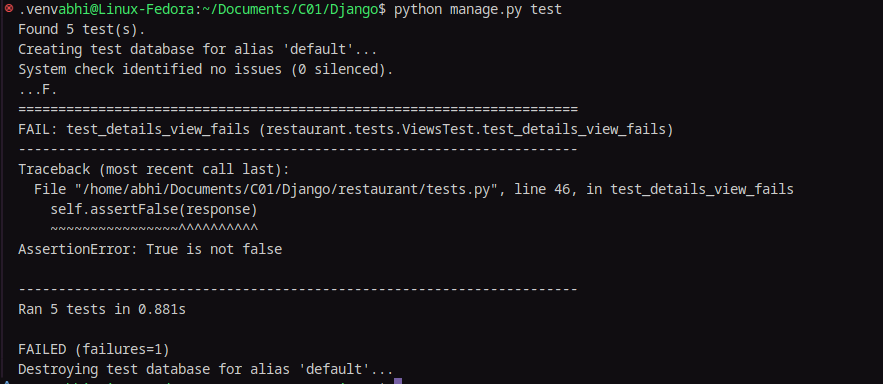 .venvabhi@Linux-Fedora:~/Documents/C01/Django$ python manage.py test
Found 5 test(s).
Creating test database for alias 'default'...
System check identified no issues (0 silenced).
...F.
======================================================================
FAIL: test_details_view_fails (restaurant.tests.ViewsTest.test_details_view_fails)
----------------------------------------------------------------------
Traceback (most recent call last):
  File "/home/abhi/Documents/C01/Django/restaurant/tests.py", line 46, in test_details_view_fails
    self.assertFalse(response)
    ~~~~~~~~~~~~~~~~^^^^^^^^^^
AssertionError: True is not false

----------------------------------------------------------------------
Ran 5 tests in 0.881s

FAILED (failures=1)
Destroying test database for alias 'default'...